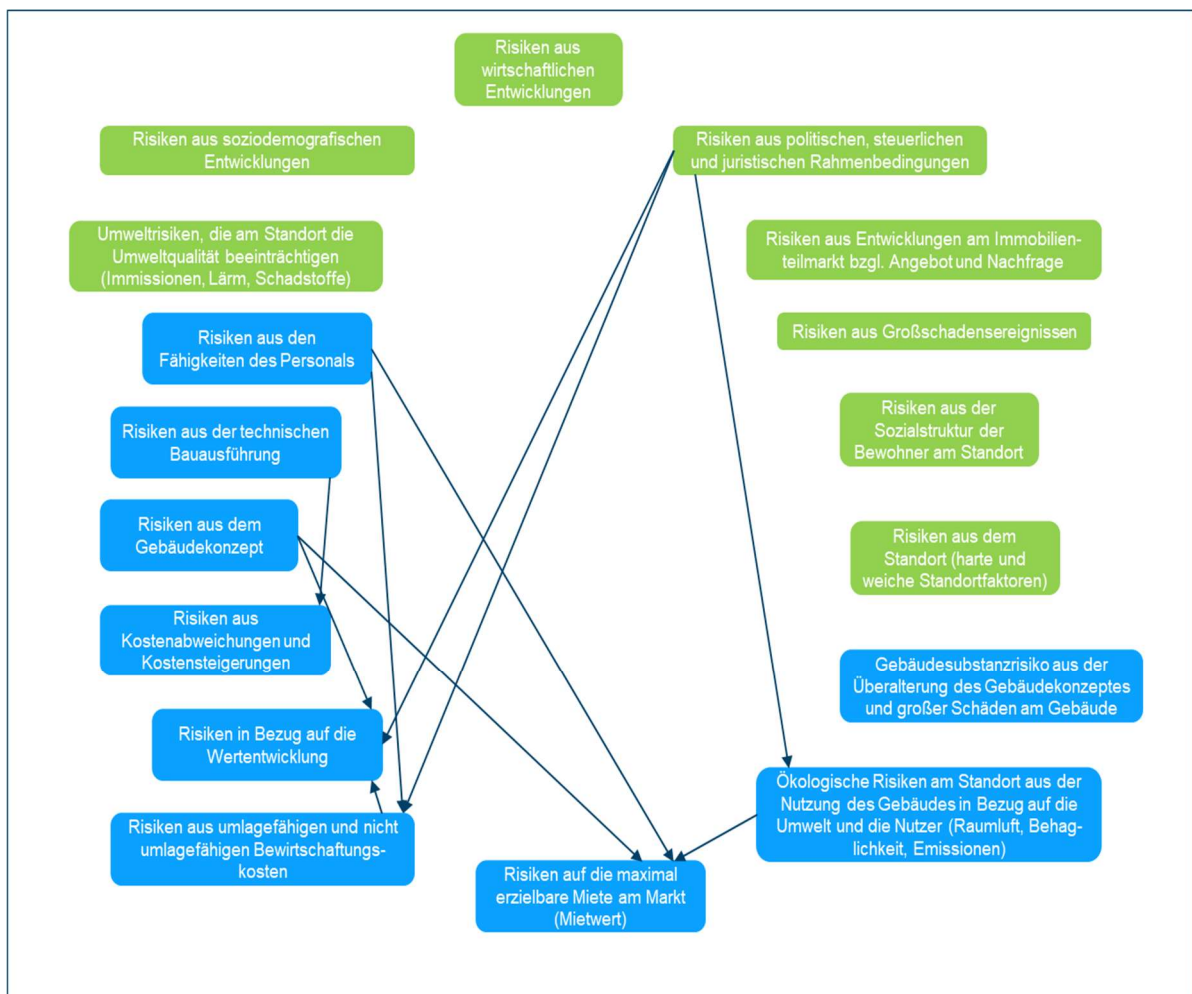 Risiken aus
wirtschaftlichen
Entwicklungen
Risiken aus soziodemografischen
Entwicklungen
Risiken aus politischen, steuerlichen
und juristischen Rahmenbedingungen
Umweltrisiken, die am Standort die
Umweltqualität beeinträchtigen
(Immissionen, Lärm, Schadstoffe)
Risiken aus Entwicklungen am Immobilien-
teilmarkt bzgl. Angebot und Nachfrage
Risiken aus den
Fähigkeiten des Personals
Risiken aus Großschadensereignissen
Risiken aus der technischen
Bauausführung
Risiken aus der
Sozialstruktur der
Bewohner am Standort
Risiken aus dem
Gebäudekonzept
Risiken aus dem
Standort (harte und
weiche Standortfaktoren)
Risiken aus
Kostenabweichungen und
Kostensteigerungen
Gebäudesubstanzrisiko aus der
Überalterung des Gebäudekonzeptes
und großer Schäden am Gebäude
Risiken in Bezug auf die
Wertentwicklung
Ökologische Risiken am Standort aus der
Nutzung des Gebäudes in Bezug auf die
Umwelt und die Nutzer (Raumluft, Behag-
lichkeit, Emissionen)
Risiken aus umlagefähigen und nicht
umlagefähigen Bewirtschaftungs-
kosten
Risiken auf die maximal
erzielbare Miete am Markt
(Mietwert)